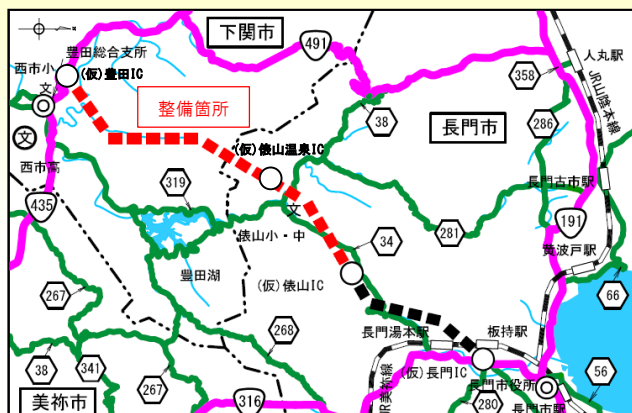 下関市
491
豊田総合支所
西市小
(仮)豊田IC
文
文
西市高
整備箇所
人丸駅
JR山陰本線
358
38
長門市
286
(仮)俵山温泉IC
長門古市駅
319
文
435
191
俵山小・中
34
281
黄波戸駅
豊田湖
(仮)俵山IC
66
267
268
長門湯本駅
板持駅
38
341
267
JR美祢線
(仮)長門IC
56
長門市役所
美祢市
316
280
長門市駅